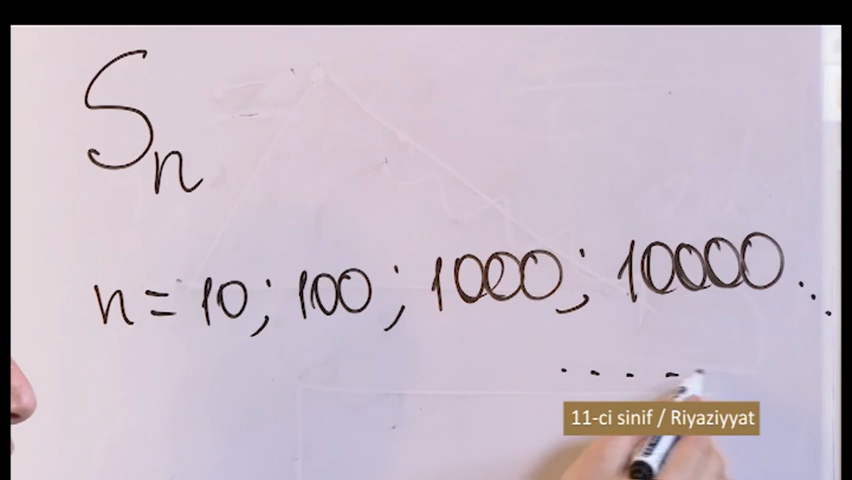 Sn
n = 10; 100; 1000; 10000...
.....
11-ci sinif / Riyaziyyat